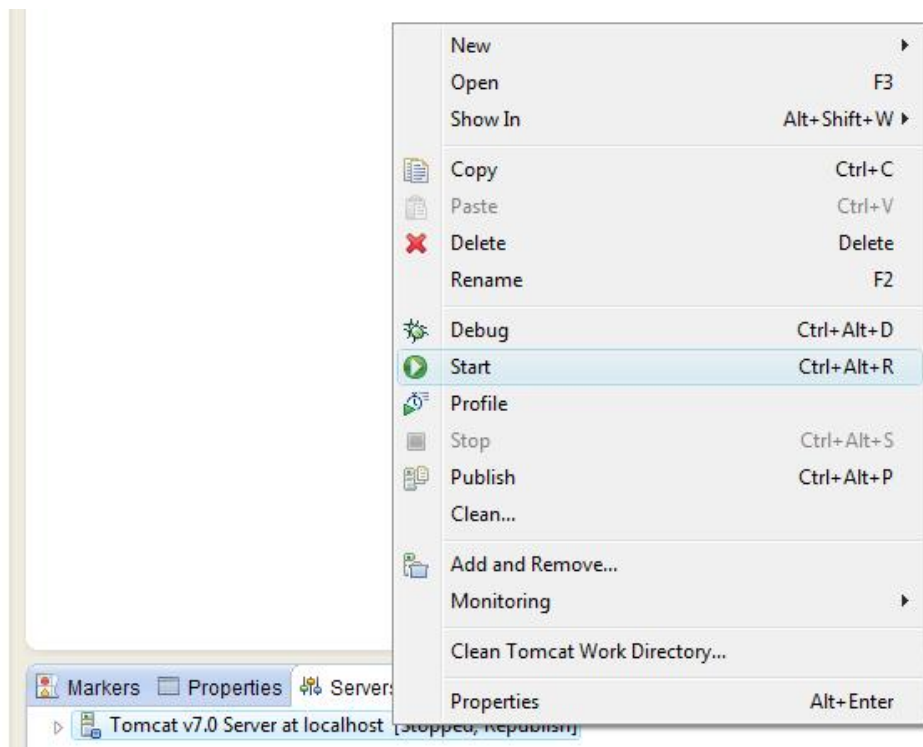 New
Open F3
Show In Alt+Shift+W
Copy Ctrl+C
Paste Ctrl+V
Delete Delete
Rename F2
Debug Ctrl+Alt+D
Start Ctrl+Alt+R
Profile
Stop Ctrl+Alt+S
Publish Ctrl+Alt+P
Clean...
Add and Remove...
Monitoring
Clean Tomcat Work Directory...
Properties Alt+Enter
Markers Properties Servers
Tomcat v7.0 Server at localhost [Stopped, Republish]